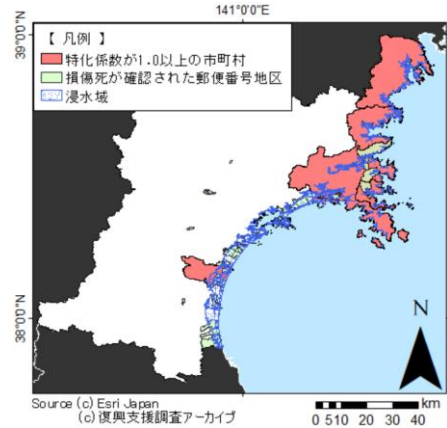 141°0'0"E
39°0'0"N
【 凡例 】
特化係数が1.0以上の市町村
損傷死が確認された郵便番号地区
浸水域
38°0'0"N
N
Source (c) Esri Japan
(c) 復興支援調査アーカイブ
km
0 5 10 20 30 40